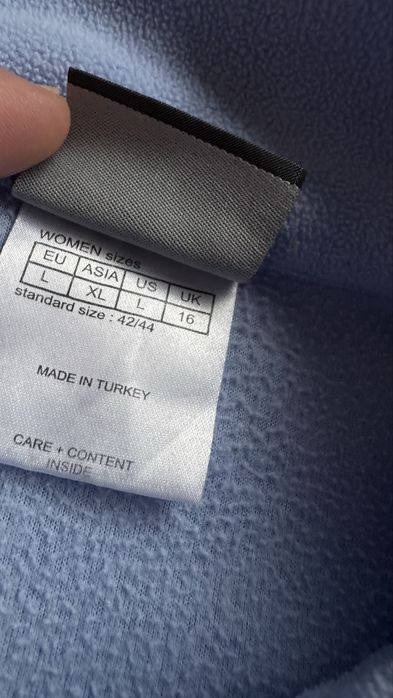 WOMEN sizes
EU ASIA US UK
L XL L 16
standard size : 42/44
MADE IN TURKEY
CARE + CONTENT
INSIDE